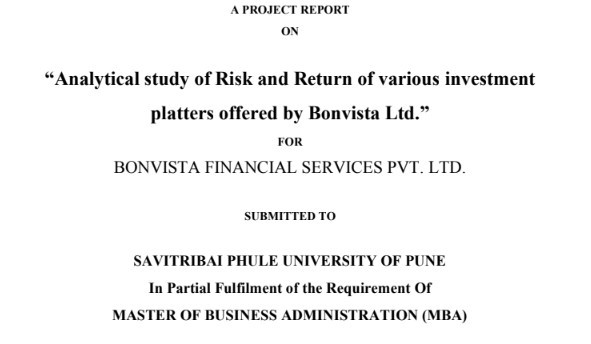 A PROJECT REPORT
ON
“Analytical study of Risk and Return of various investment
platters offered by Bonvista Ltd.”
FOR
BONVISTA FINANCIAL SERVICES PVT. LTD.
SUBMITTED TO
SAVITRIBAI PHULE UNIVERSITY OF PUNE
In Partial Fulfilment of the Requirement Of
MASTER OF BUSINESS ADMINISTRATION (MBA)